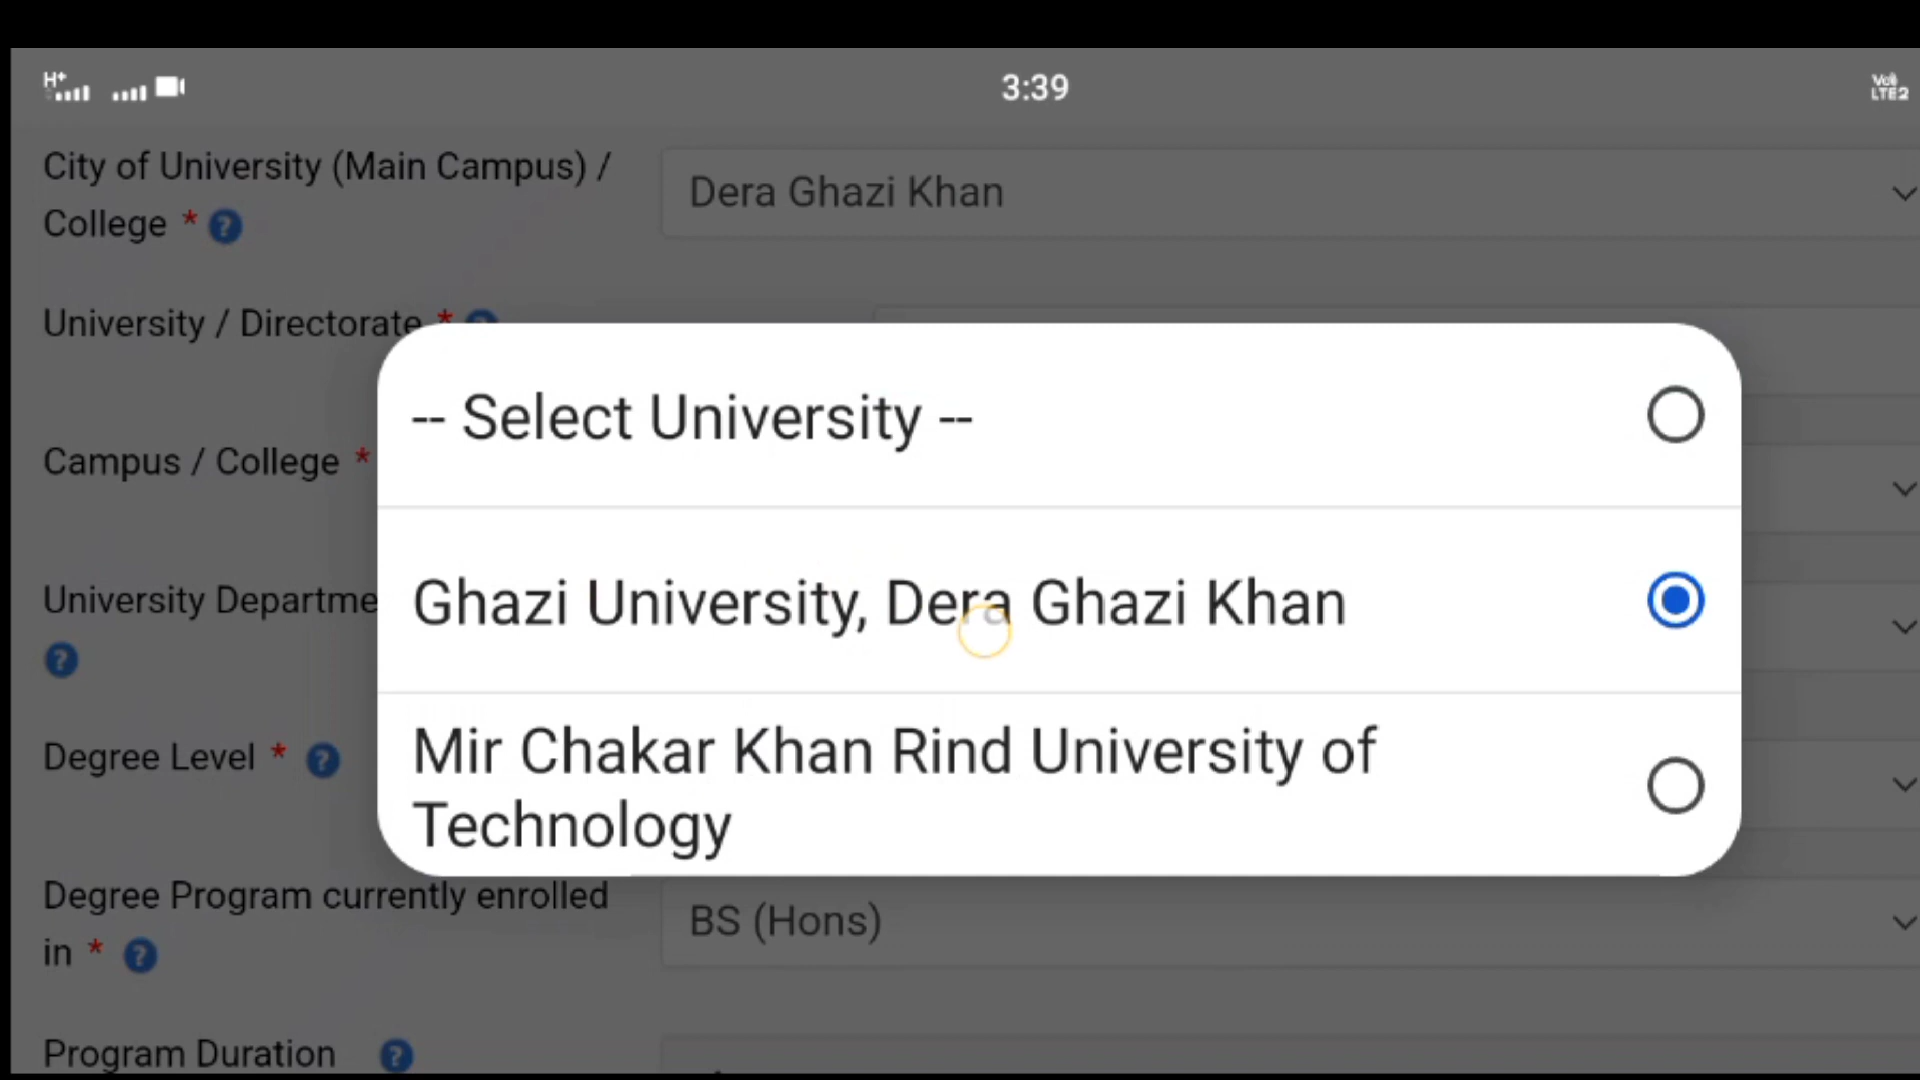 H+
3:39
Vol
LTE2
City of University (Main Campus) /
College * ?
Dera Ghazi Khan
University / Directorate *
-- Select University --
Campus / College *
Ghazi University, Dera Ghazi Khan
University Departme
?
Mir Chakar Khan Rind University of
Technology
Degree Level * ?
Degree Program currently enrolled
in * ?
BS (Hons)
Program Duration ?